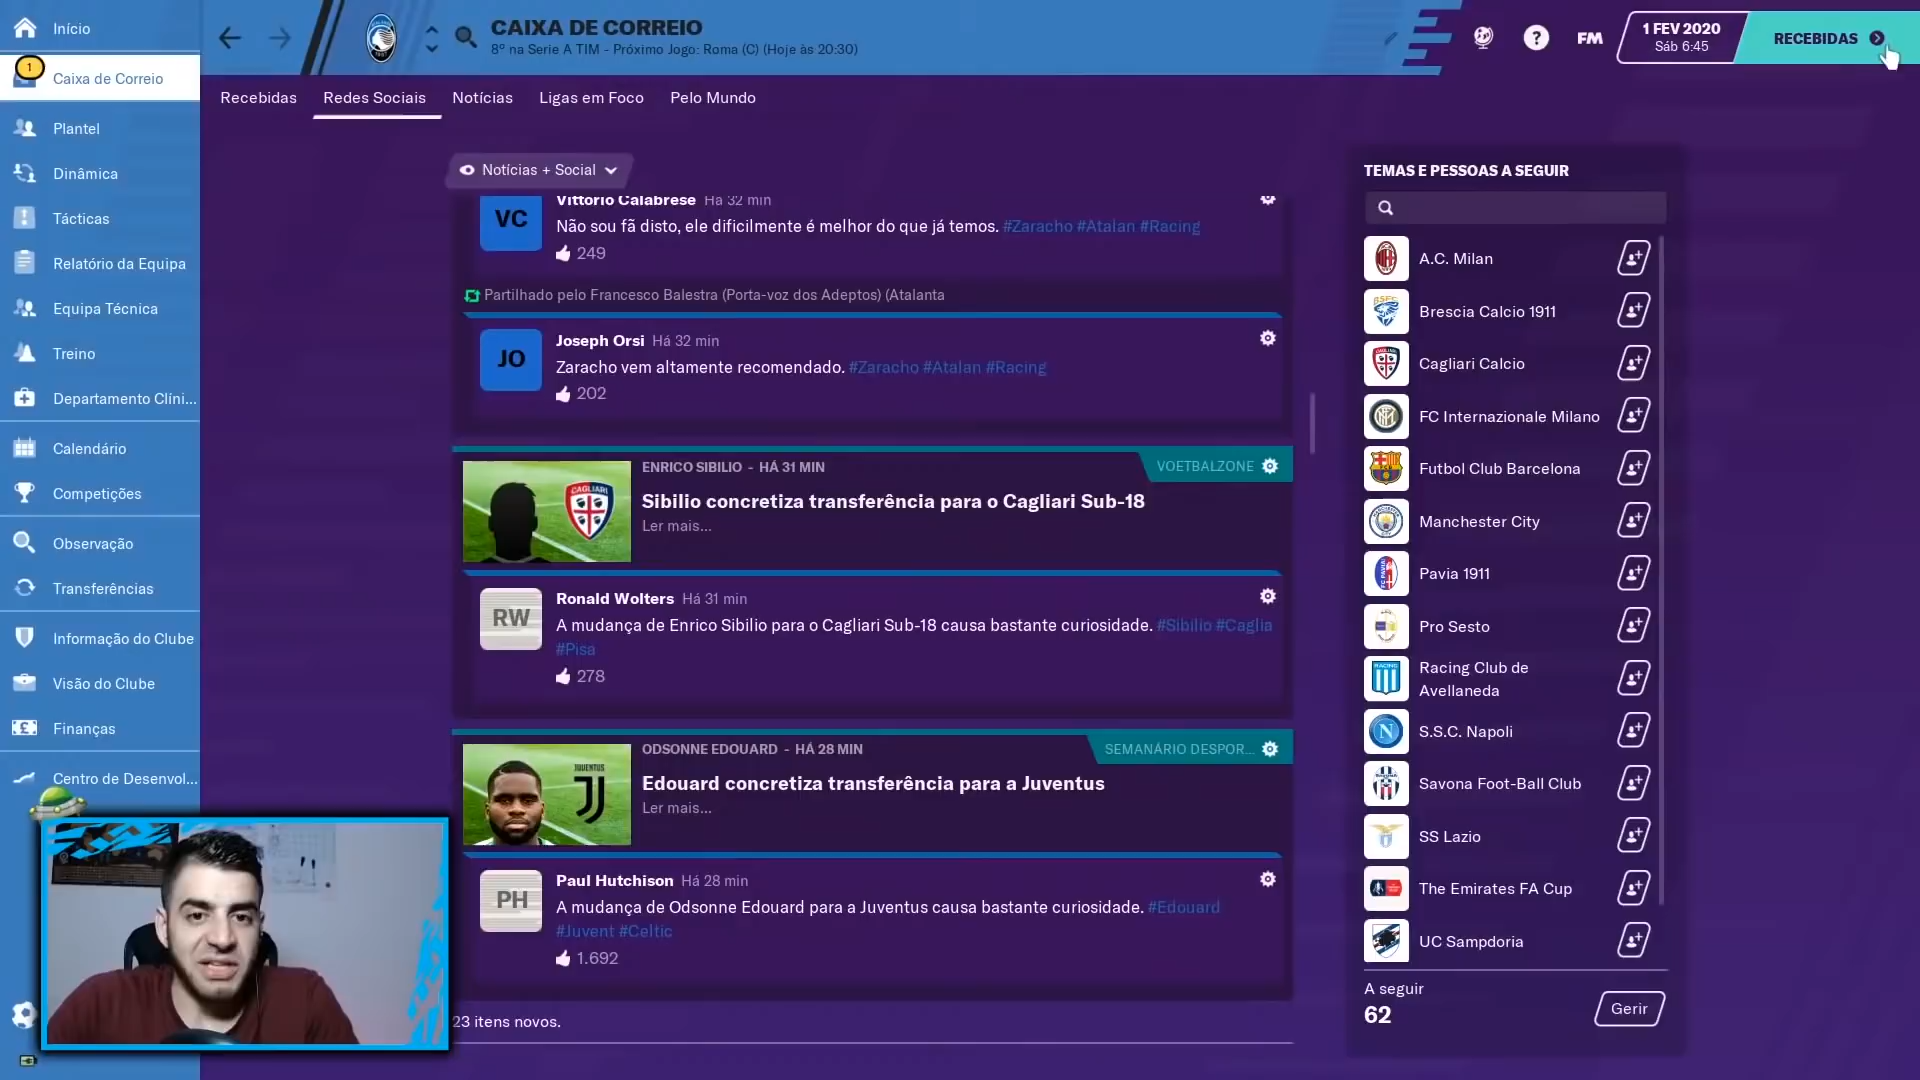 Início
1
Caixa de Correio
Plantel
Dinâmica
Tácticas
Relatório da Equipa
Equipa Técnica
Treino
Departamento Clíni...
Calendário
Competições
Observação
Transferências
Informação do Clube
Visão do Clube
Finanças
Centro de Desenvol...
CAIXA DE CORREIO
8º na Serie A TIM - Próximo Jogo: Roma (C) (Hoje às 20:30)
?
FM
1 FEV 2020
Sáb 6:45
RECEBIDAS
Recebidas
Redes Sociais
Notícias
Ligas em Foco
Pelo Mundo
Notícias + Social
VC
Vittorio Calabrese Há 32 min
Não sou fã disto, ele dificilmente é melhor do que já temos. #Zaracho #Atalan #Racing
249
Partilhado pelo Francesco Balestra (Porta-voz dos Adeptos) (Atalanta
JO
Joseph Orsi Há 32 min
Zaracho vem altamente recomendado. #Zaracho #Atalan #Racing
202
CAGLIARI
ENRICO SIBILIO - HÁ 31 MIN
VOETBALZONE
Sibilio concretiza transferência para o Cagliari Sub-18
Ler mais...
RW
Ronald Wolters Há 31 min
A mudança de Enrico Sibilio para o Cagliari Sub-18 causa bastante curiosidade. #Sibilio #Caglia
#Pisa
278
JUVENTUS
ODSONNE EDOUARD - HÁ 28 MIN
SEMANÁRIO DESPOR...
Edouard concretiza transferência para a Juventus
Ler mais...
PH
Paul Hutchison Há 28 min
A mudança de Odsonne Edouard para a Juventus causa bastante curiosidade. #Edouard
#Juvent #Celtic
1.692
23 itens novos.
TEMAS E PESSOAS A SEGUIR
A.C. Milan
Brescia Calcio 1911
Cagliari Calcio
FC Internazionale Milano
Futbol Club Barcelona
Manchester City
Pavia 1911
Pro Sesto
Racing Club de
Avellaneda
S.S.C. Napoli
Savona Foot-Ball Club
SS Lazio
The Emirates FA Cup
UC Sampdoria
A seguir
62
Gerir